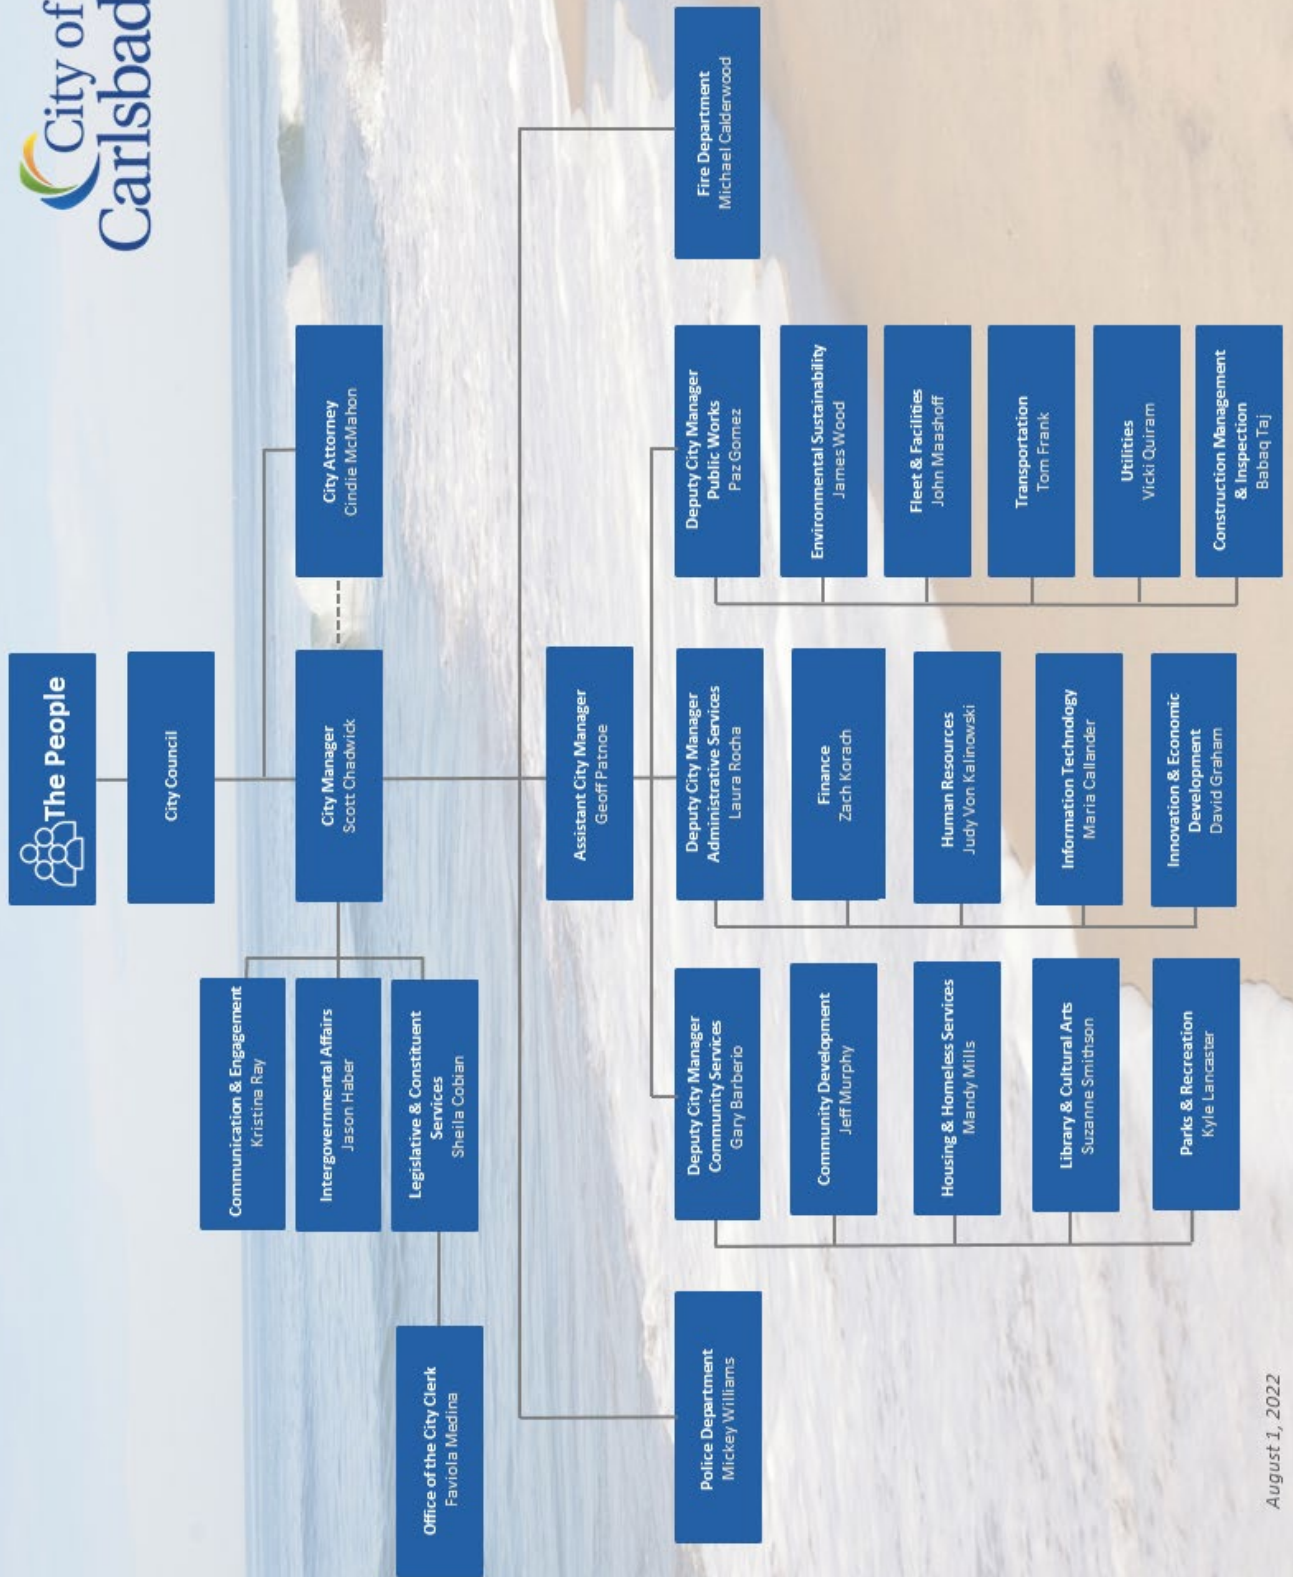 City of
Carlsbad
The People
City Council
City Manager
Scott Chadwick
City Attorney
Cindie McMahon
Communication & Engagement
Kristina Ray
Intergovernmental Affairs
Jason Haber
Legislative & Constituent
Services
Sheila Cobian
Office of the City Clerk
Faviola Medina
Assistant City Manager
Geoff Patnoe
Police Department
Mickey Williams
Deputy City Manager
Community Services
Gary Barberio
Community Development
Jeff Murphy
Housing & Homeless Services
Mandy Mills
Library & Cultural Arts
Suzanne Smithson
Parks & Recreation
Kyle Lancaster
Deputy City Manager
Administrative Services
Laura Rocha
Finance
Zach Korach
Human Resources
Judy Von Kalinowski
Information Technology
Maria Callander
Innovation & Economic
Development
David Graham
Deputy City Manager
Public Works
Paz Gomez
Environmental Sustainability
James Wood
Fleet & Facilities
John Maashoff
Transportation
Tom Frank
Utilities
Vicki Quiram
Construction Management
& Inspection
Babaq Taj
Fire Department
Michael Calderwood
August 1, 2022